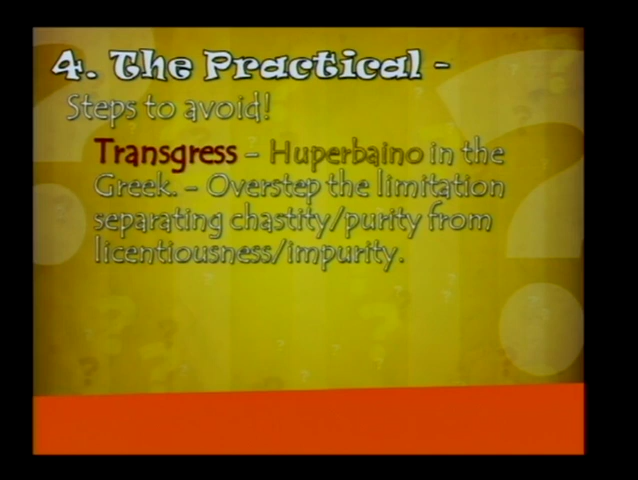 4. The Practical -
Steps to avoid!
Transgress - Huperbaino in the
Greek. - Overstep the limitation
separating chastity/purity from
licentiousness/impurity.